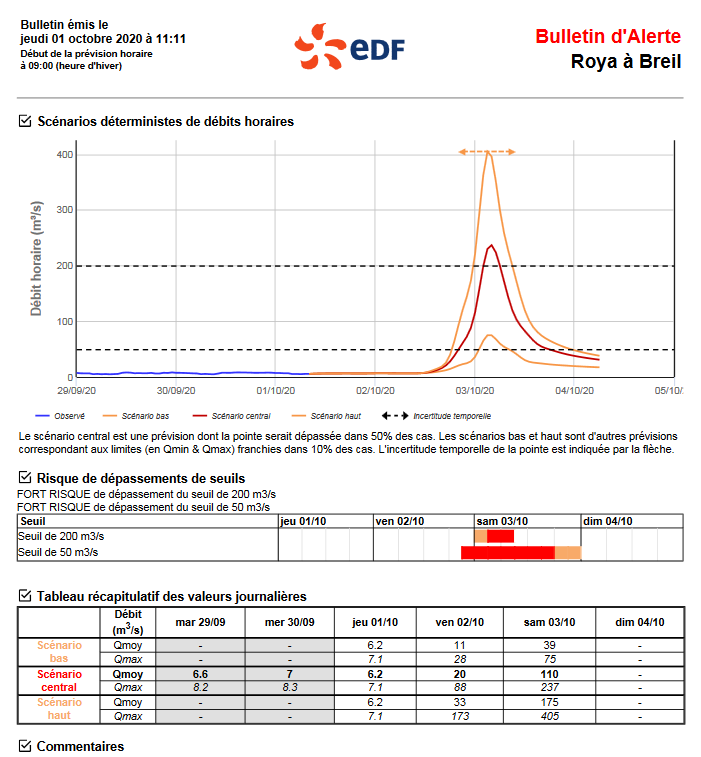 Bulletin émis le
jeudi 01 octobre 2020 à 11:11
Début de la prévision horaire
à 09:00 (heure d'hiver)
eDF
Bulletin d'Alerte
Roya à Breil
Scénarios déterministes de débits horaires
Débit horaire (m³/s)
400
300
200
100
0
29/09/20 30/09/20 01/10/20 02/10/20 03/10/20 04/10/20 05/10/
Observé Scénario bas Scénario central Scénario haut Incertitude temporelle
Le scénario central est une prévision dont la pointe serait dépassée dans 50% des cas. Les scénarios bas et haut sont d'autres prévisions
correspondant aux limites (en Qmin & Qmax) franchies dans 10% des cas. L'incertitude temporelle de la pointe est indiquée par la flèche.
Risque de dépassements de seuils
FORT RISQUE de dépassement du seuil de 200 m3/s
FORT RISQUE de dépassement du seuil de 50 m3/s
Seuil jeu 01/10 ven 02/10 sam 03/10 dim 04/10
Seuil de 200 m3/s
Seuil de 50 m3/s
Tableau récapitulatif des valeurs journalières
Débit (m³/s) mar 29/09 mer 30/09 jeu 01/10 ven 02/10 sam 03/10 dim 04/10
Scénario bas Qmoy - - 6.2 11 39 -
Qmax - - 7.1 28 75 -
Scénario central Qmoy 6.6 7 6.2 20 110 -
Qmax 8.2 8.3 7.1 88 237 -
Scénario haut Qmoy - - 6.2 33 175 -
Qmax - - 7.1 173 405 -
Commentaires